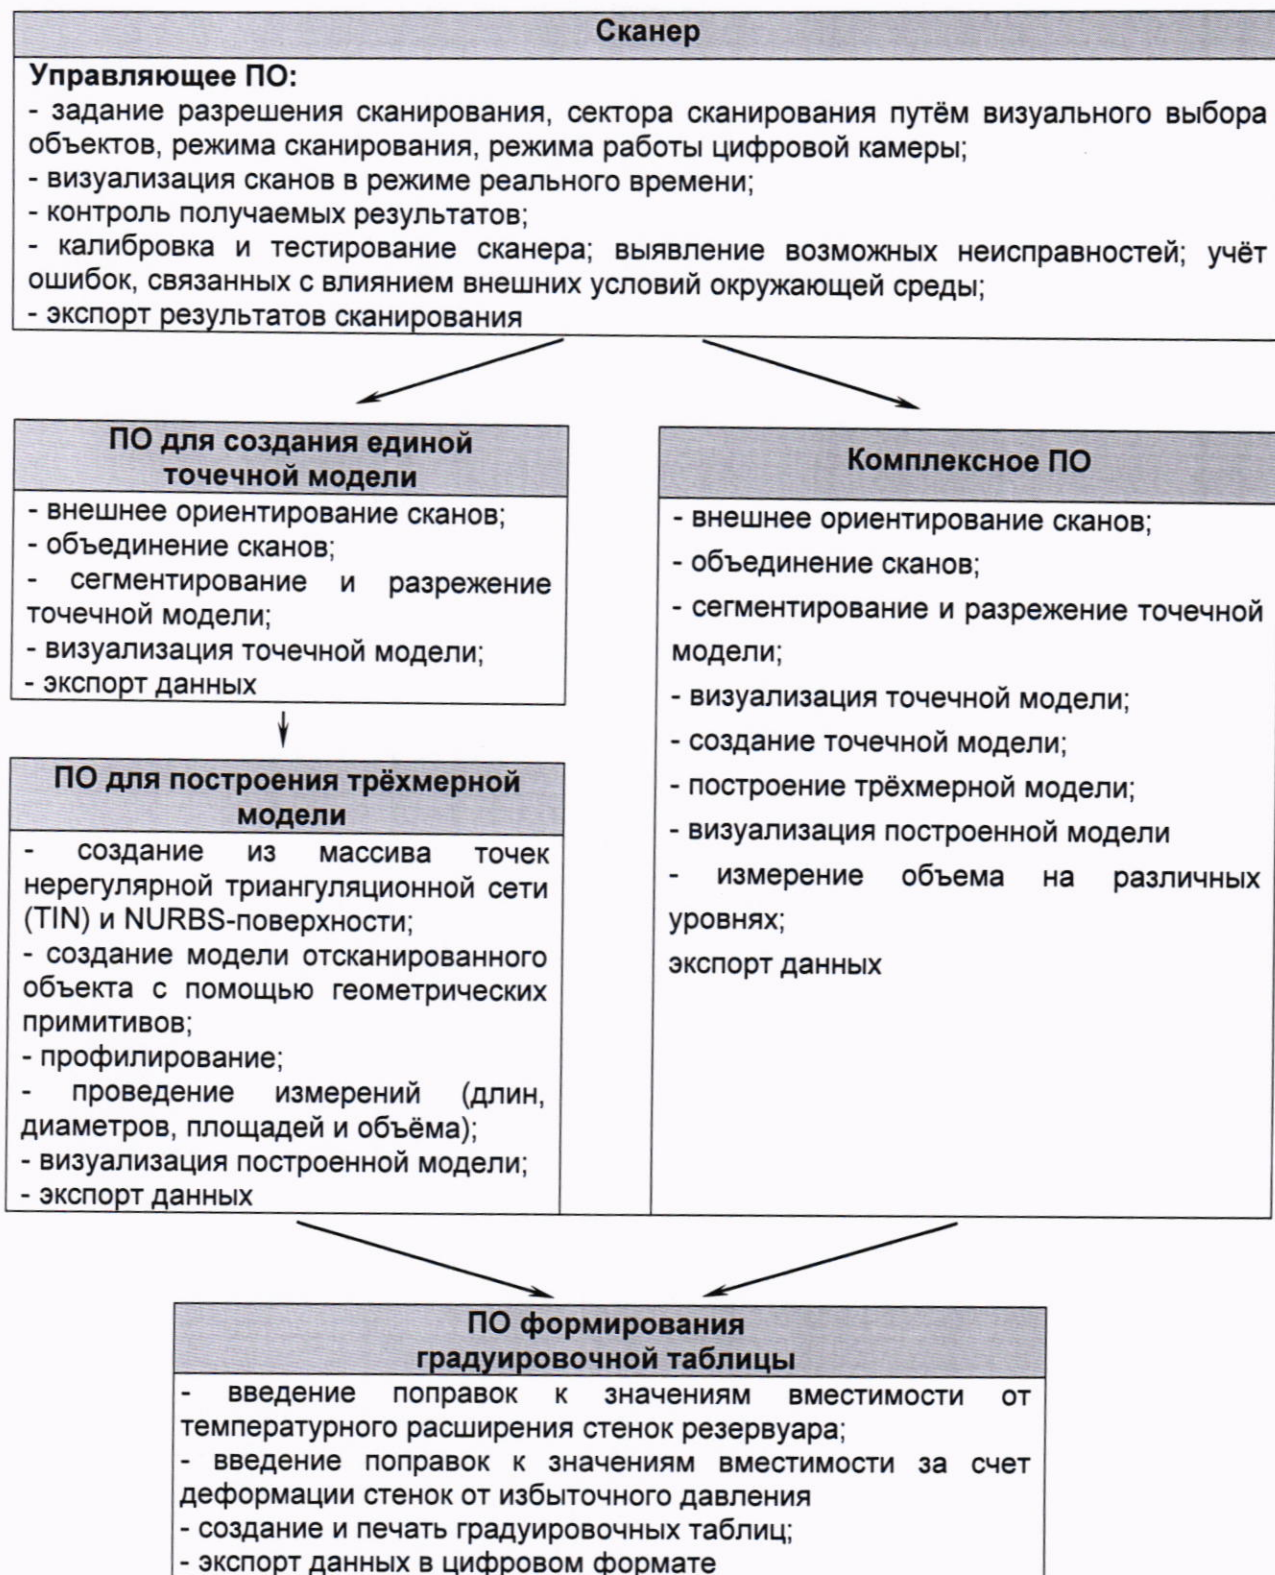 Сканер
Управляющее ПО:
- задание разрешения сканирования, сектора сканирования путём визуального выбора
объектов, режима сканирования, режима работы цифровой камеры;
- визуализация сканов в режиме реального времени;
- контроль получаемых результатов;
- калибровка и тестирование сканера; выявление возможных неисправностей; учёт
ошибок, связанных с влиянием внешних условий окружающей среды;
- экспорт результатов сканирования
ПО для создания единой
точечной модели
- внешнее ориентирование сканов;
- объединение сканов;
- сегментирование и разрежение
точечной модели;
- визуализация точечной модели;
- экспорт данных
ПО для построения трёхмерной
модели
- создание из массива точек
нерегулярной триангуляционной сети
(TIN) и NURBS-поверхности;
- создание модели отсканированного
объекта с помощью геометрических
примитивов;
- профилирование;
- проведение измерений (длин,
диаметров, площадей и объёма);
- визуализация построенной модели;
- экспорт данных
Комплексное ПО
- внешнее ориентирование сканов;
- объединение сканов;
- сегментирование и разрежение точечной
модели;
- визуализация точечной модели;
- создание точечной модели;
- построение трёхмерной модели;
- визуализация построенной модели
- измерение объема на различных
уровнях;
экспорт данных
ПО формирования
градуировочной таблицы
- введение поправок к значениям вместимости от
температурного расширения стенок резервуара;
- введение поправок к значениям вместимости за счет
деформации стенок от избыточного давления
- создание и печать градуировочных таблиц;
- экспорт данных в цифровом формате